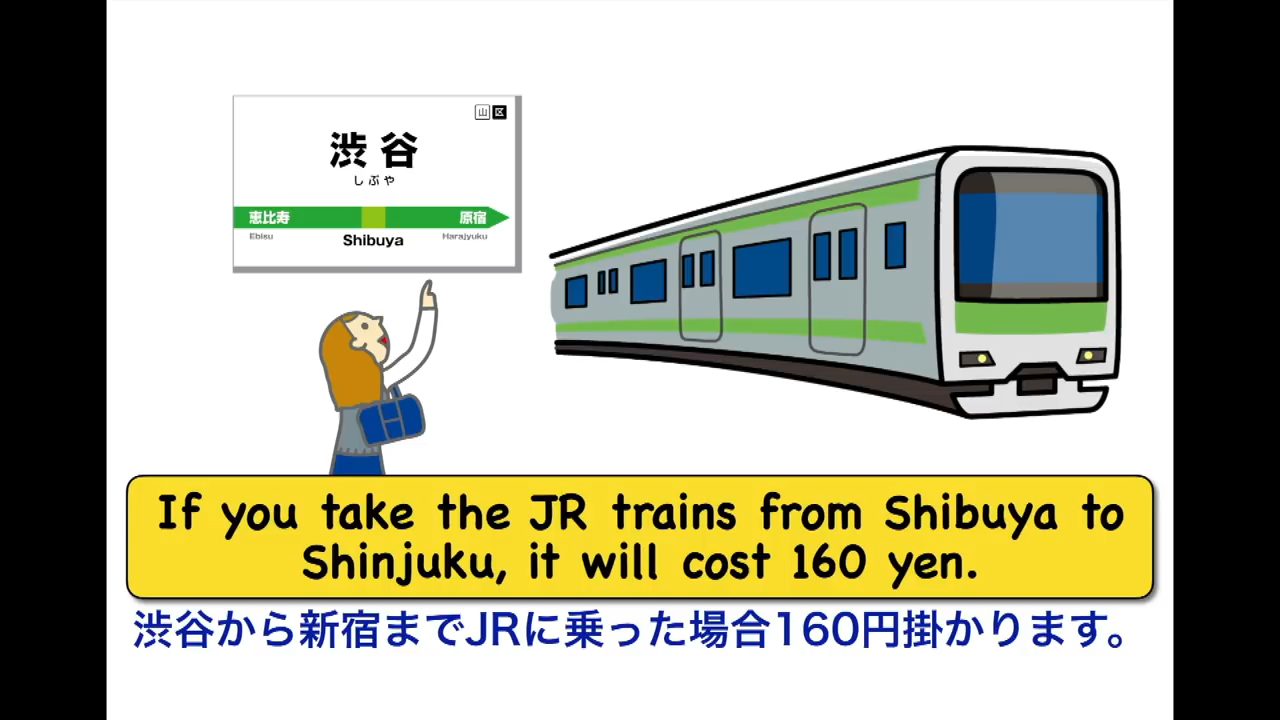 山 区
渋谷
しぶや
恵比寿 原宿
Ebisu Shibuya Harajyuku
If you take the JR trains from Shibuya to
Shinjuku, it will cost 160 yen.
渋谷から新宿までJRに乗った場合160円掛かります。